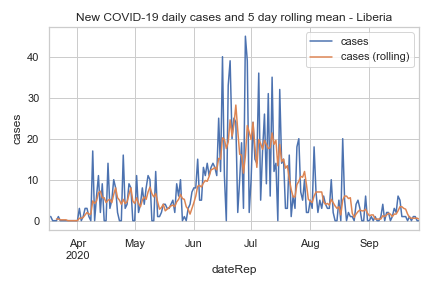 New COVID-19 daily cases and 5 day rolling mean - Liberia
cases
cases (rolling)
cases
40
30
20
10
0
Apr
2020
May
Jun
Jul
Aug
Sep
dateRep